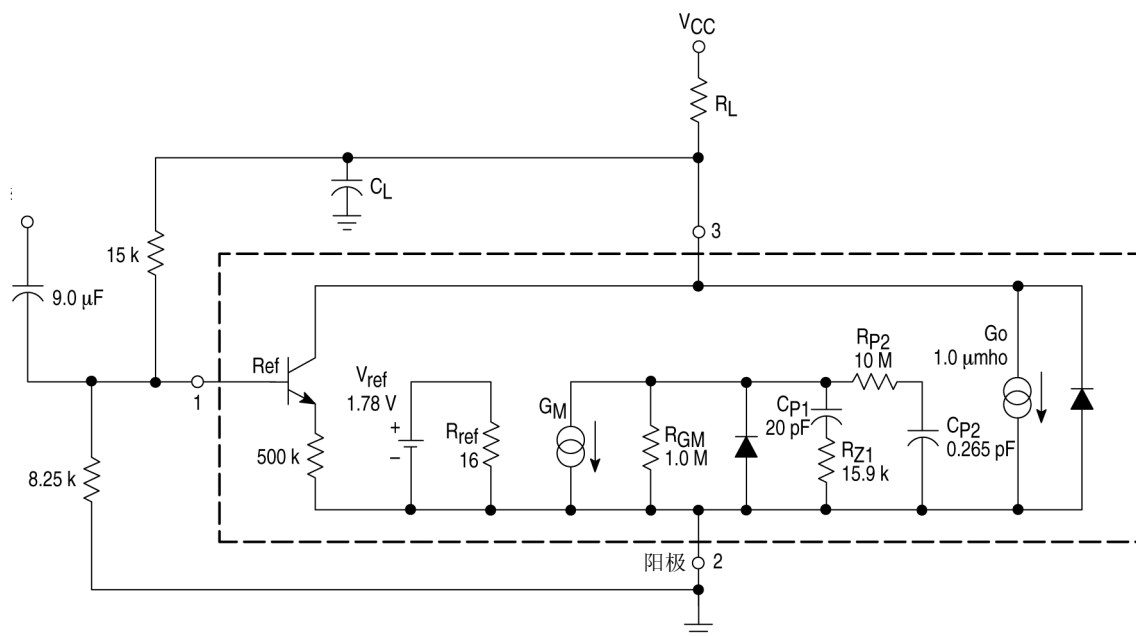 VCC
RL
CL
3
15 k
9.0 µF
Ref
1
Vref
1.78 V
+
–
Rref
16
500 k
8.25 k
GM
RGM
1.0 M
CP1
20 pF
RZ1
15.9 k
RP2
10 M
CP2
0.265 pF
Go
1.0 µmho
阳极
2